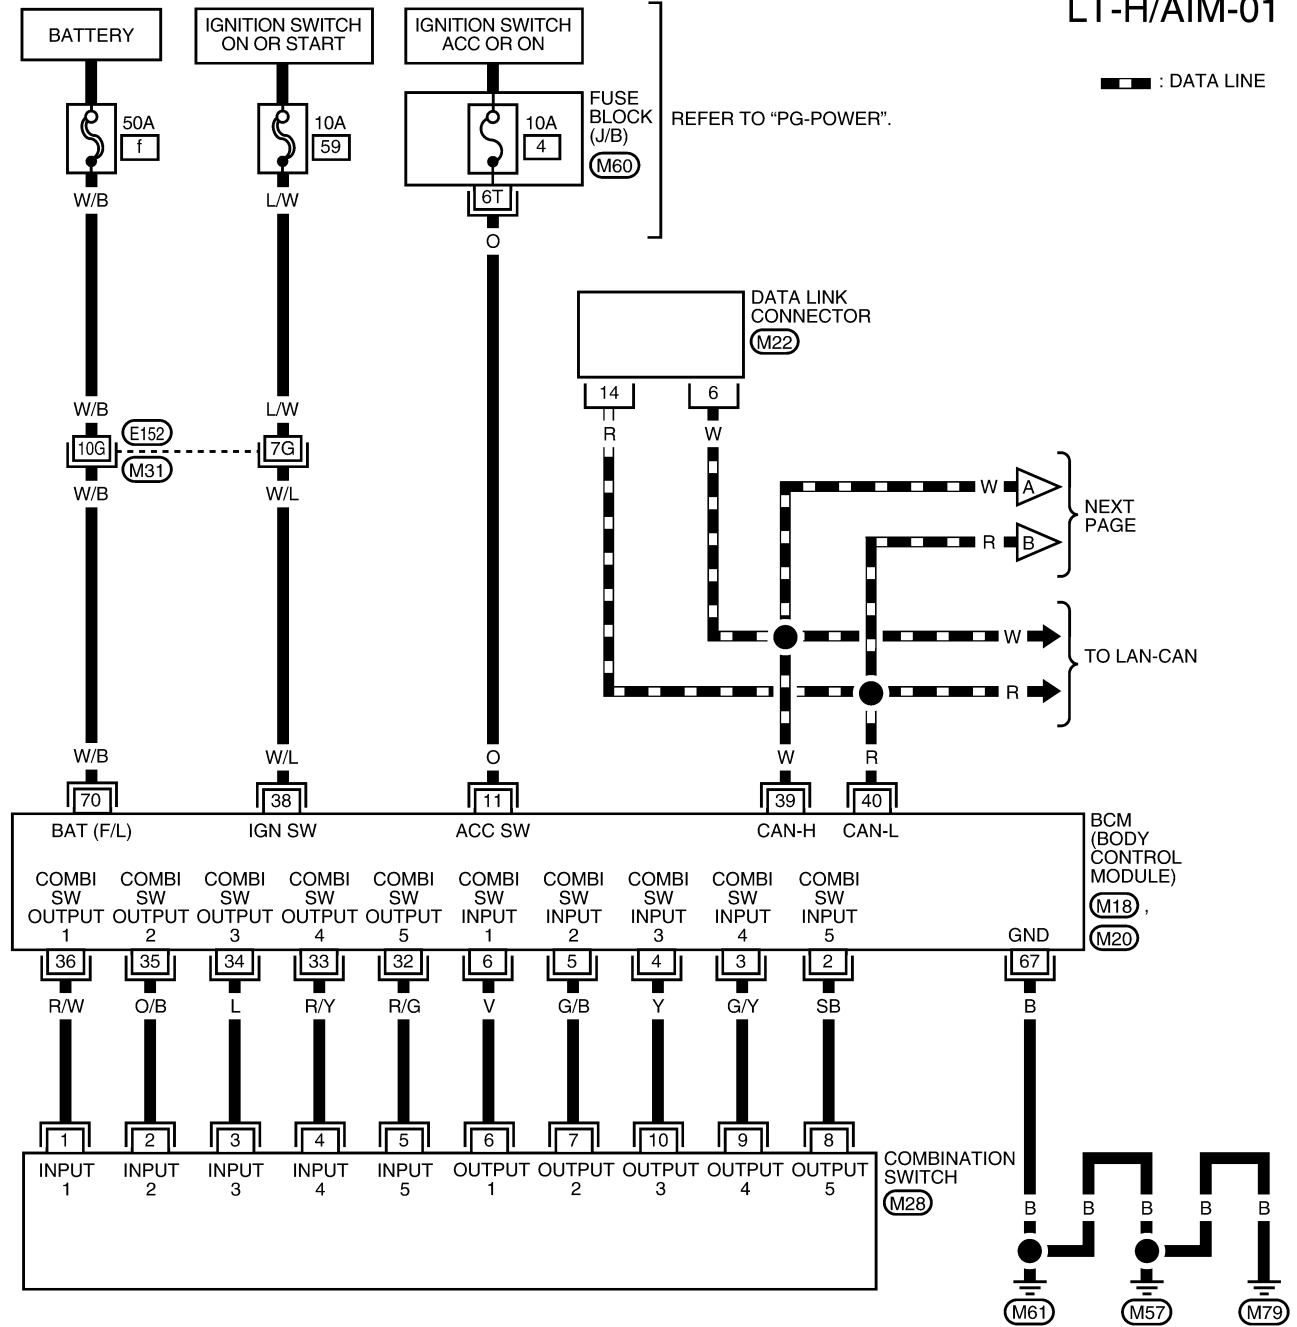 LT-H/AIM-01
: DATA LINE
BATTERY
IGNITION SWITCH
ON OR START
IGNITION SWITCH
ACC OR ON
50A
f
10A
59
10A
4
FUSE
BLOCK
(J/B)
M60
REFER TO “PG-POWER”.
6T
W/B
L/W
O
DATA LINK
CONNECTOR
M22
14
6
R
W
W/B
L/W
10G
E152
M31
7G
W/B
W/L
W
A
R
B
NEXT
PAGE
W
R
TO LAN-CAN
W/B
W/L
O
W
R
70
38
11
39
40
BAT (F/L)
IGN SW
ACC SW
CAN-H
CAN-L
BCM
(BODY
CONTROL
MODULE)
M18 ,
M20
COMBI
SW
OUTPUT
1
COMBI
SW
OUTPUT
2
COMBI
SW
OUTPUT
3
COMBI
SW
OUTPUT
4
COMBI
SW
OUTPUT
5
COMBI
SW
INPUT
1
COMBI
SW
INPUT
2
COMBI
SW
INPUT
3
COMBI
SW
INPUT
4
COMBI
SW
INPUT
5
GND
36
35
34
33
32
6
5
4
3
2
67
R/W
O/B
L
R/Y
R/G
V
G/B
Y
G/Y
SB
B
1
2
3
4
5
6
7
10
9
8
INPUT
1
INPUT
2
INPUT
3
INPUT
4
INPUT
5
OUTPUT
1
OUTPUT
2
OUTPUT
3
OUTPUT
4
OUTPUT
5
COMBINATION
SWITCH
M28
B
B
B
B
B
M61
M57
M79